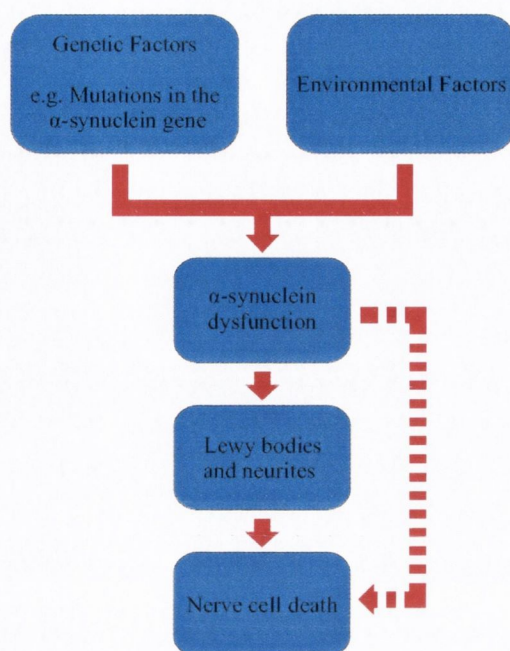 Genetic Factors
e.g. Mutations in the
α-synuclein gene
Environmental Factors
α-synuclein
dysfunction
Lewy bodies
and neurites
Nerve cell death